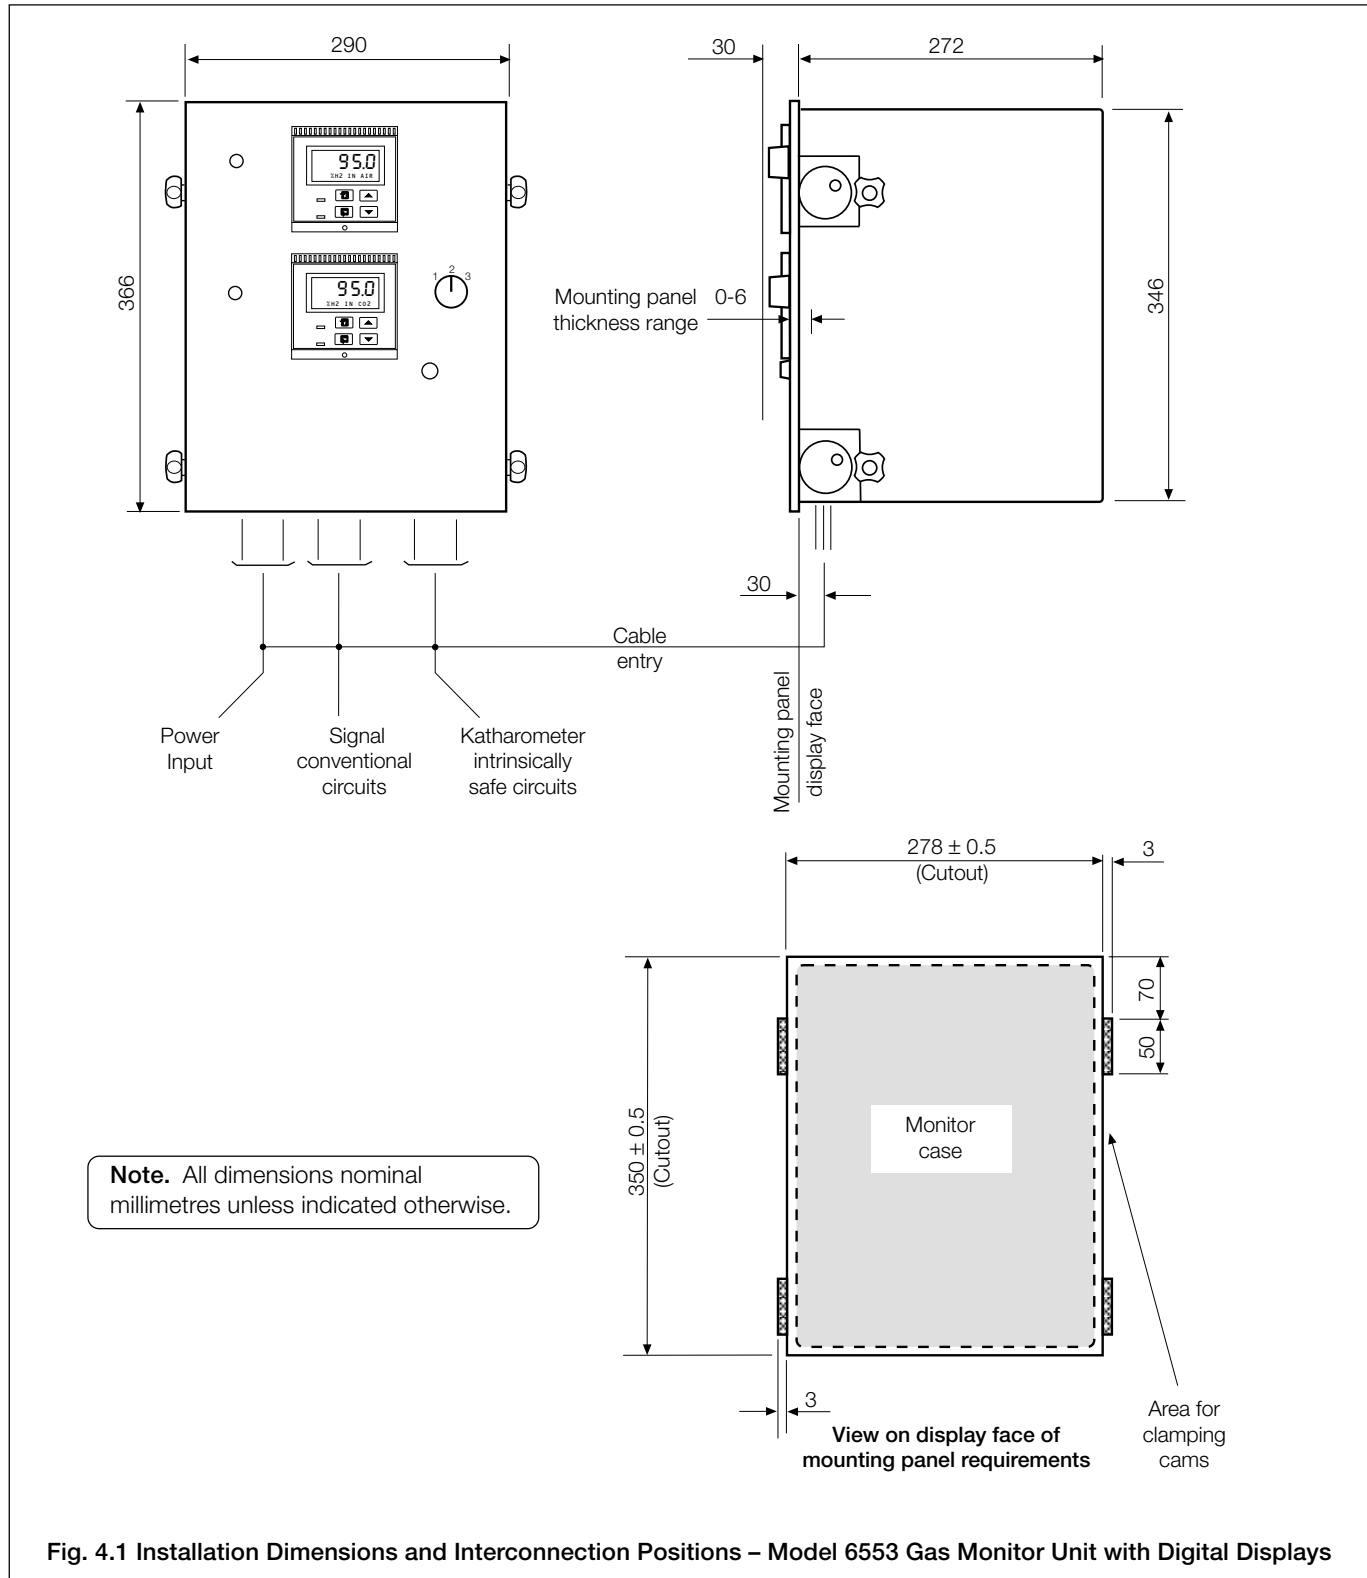 290
30
272
366
95.0
%H2 IN AIR
95.0
%H2 IN CO2
1 2 3
Mounting panel 0-6
thickness range
346
30
Cable
entry
Power
Input
Signal
conventional
circuits
Katharometer
intrinsically
safe circuits
Mounting panel
display face
278 ± 0.5
(Cutout)
3
70
50
350 ± 0.5
(Cutout)
Monitor
case
Note. All dimensions nominal
millimetres unless indicated otherwise.
3
View on display face of
mounting panel requirements
Area for
clamping
cams
Fig. 4.1 Installation Dimensions and Interconnection Positions – Model 6553 Gas Monitor Unit with Digital Displays